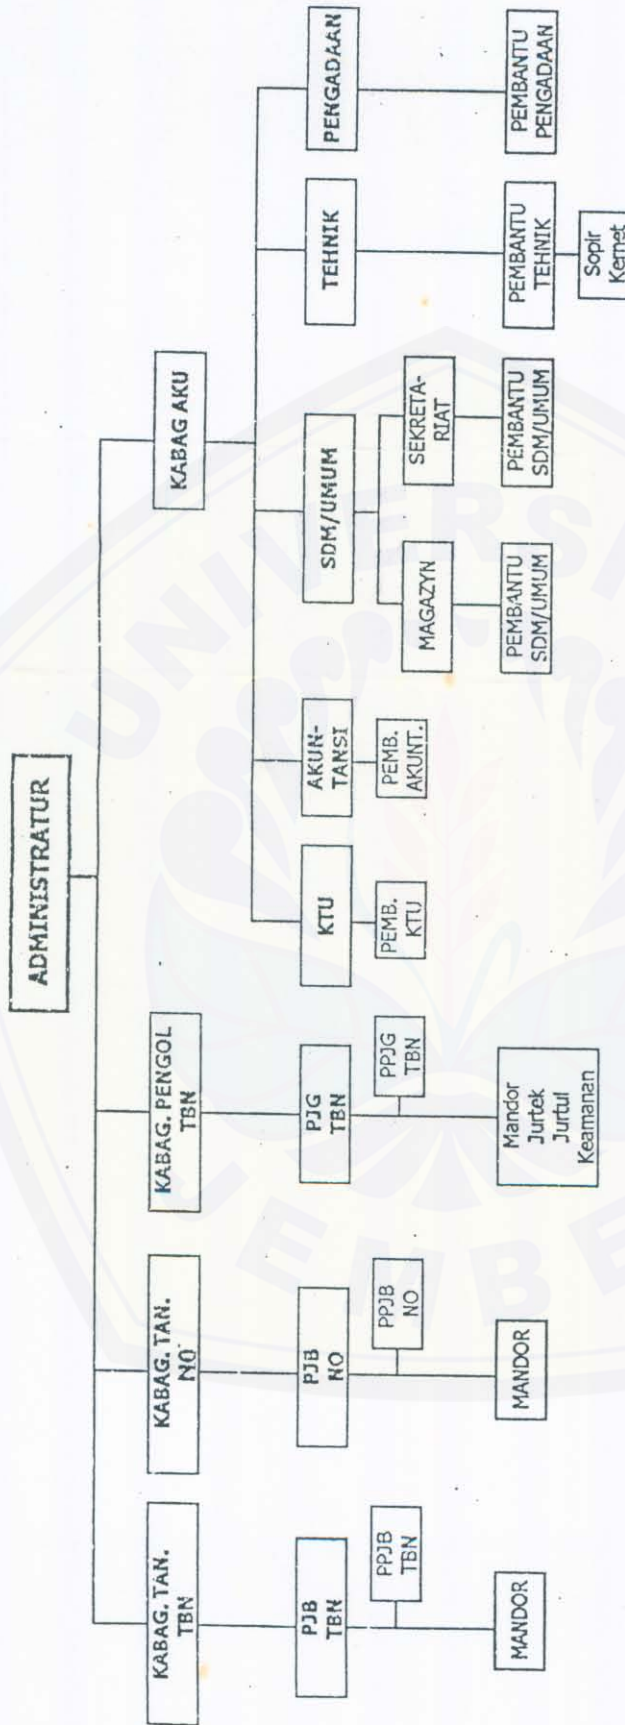 ADMINISTRATUR
KABAG. TAN.
TBN
KABAG. TAN.
NO
KABAG. PENGOL
TBN
KABAG AKU
PJB
TBN
PJB
NO
PJG
TBN
KTU
AKUN-
TANSI
SDM/UMUM
TEHNIK
PENGADAAN
PPJB
TBN
PPJB
NO
PPJG
TBN
PEMB.
KTU
PEMB.
AKUNT.
MAGAZYN
SEKRETA-
RIAT
MANDOR
MANDOR
Mandor
Jurtek
Jurtul
Keamanan
PEMBANTU
SDM/UMUM
PEMBANTU
SDM/UMUM
PEMBANTU
TEHNIK
PEMBANTU
PENGADAAN
Sopir
Kernet
UNIVERSI
JEMBE